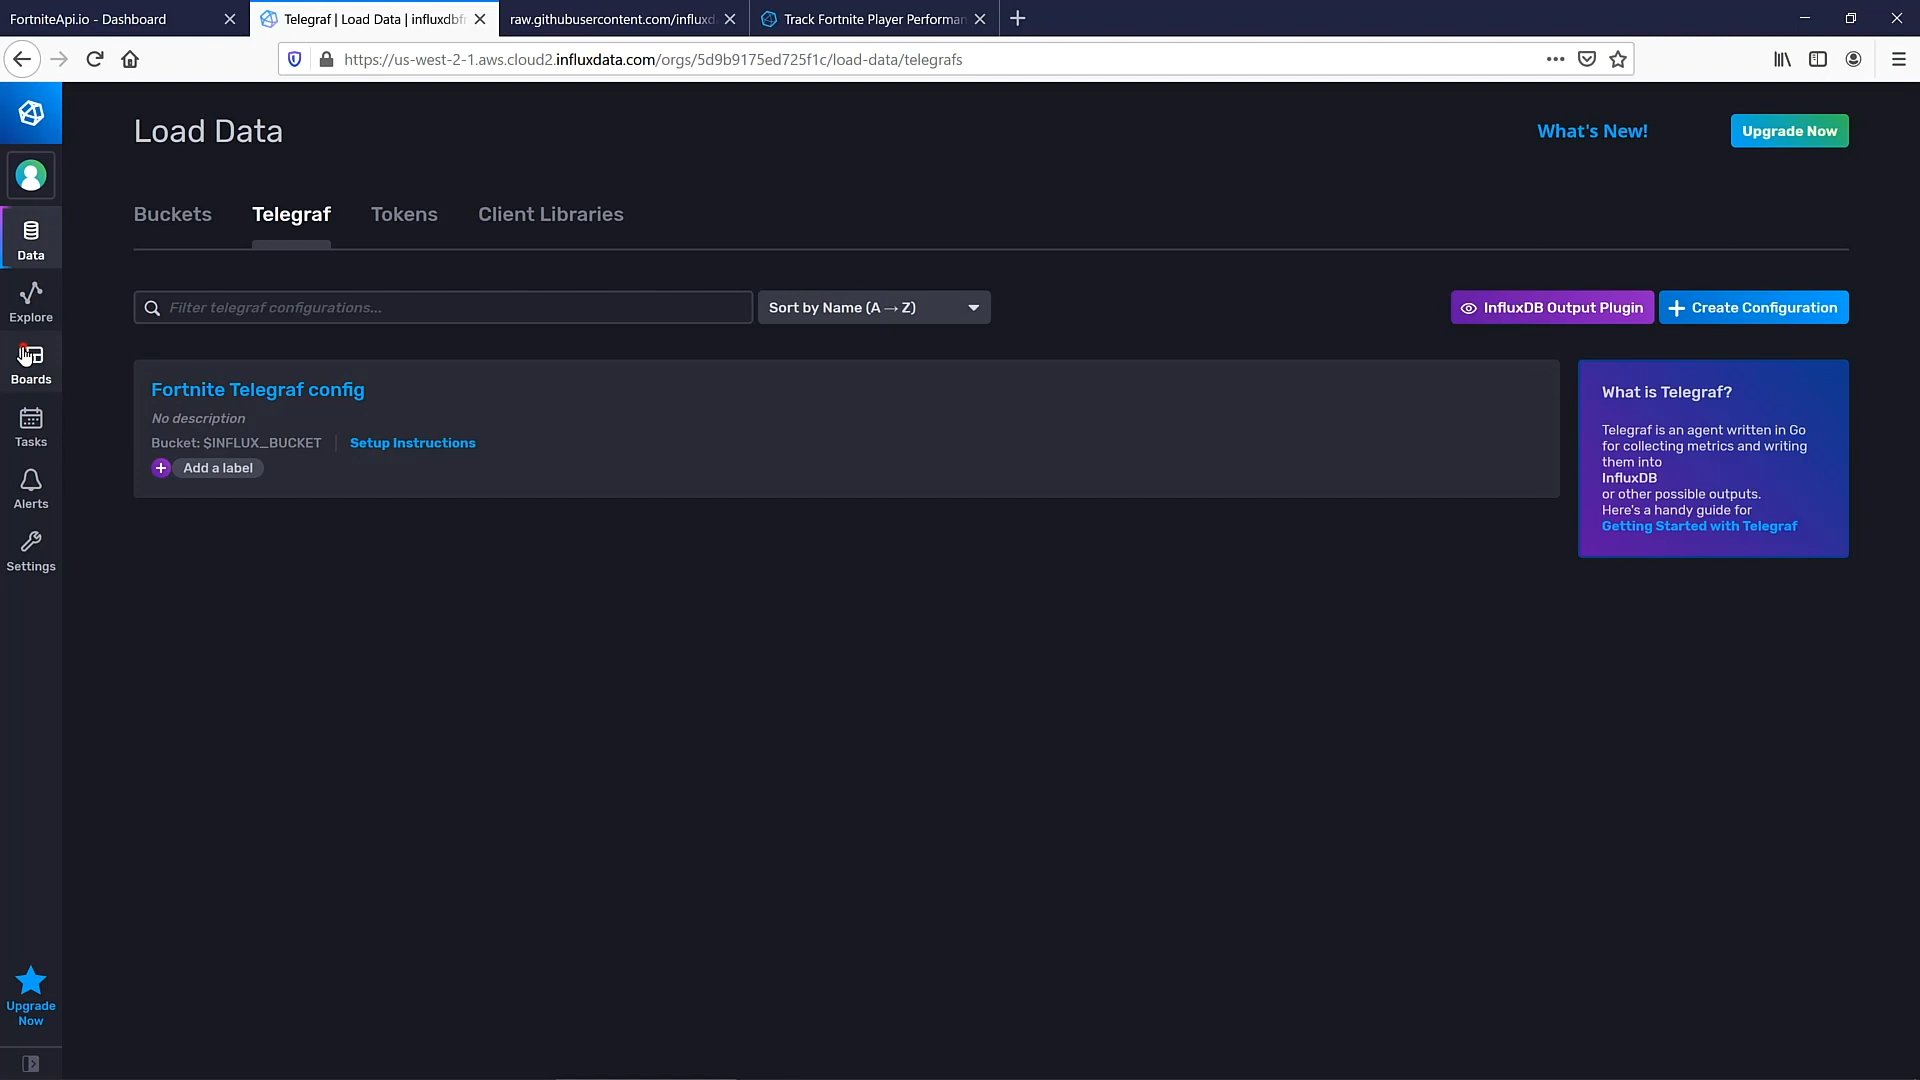 FortniteApi.io - Dashboard
Telegraf | Load Data | influxdbfr
raw.githubusercontent.com/influxd
Track Fortnite Player Performan
https://us-west-2-1.aws.cloud2.influxdata.com/orgs/5d9b9175ed725f1c/load-data/telegrafs
Load Data
What's New!
Upgrade Now
Buckets
Telegraf
Tokens
Client Libraries
Data
Explore
Boards
Tasks
Alerts
Settings
Filter telegraf configurations...
Sort by Name (A → Z)
InfluxDB Output Plugin
Create Configuration
Fortnite Telegraf config
No description
Bucket: $INFLUX_BUCKET
Setup Instructions
Add a label
What is Telegraf?
Telegraf is an agent written in Go
for collecting metrics and writing
them into
InfluxDB
or other possible outputs.
Here's a handy guide for
Getting Started with Telegraf
Upgrade
Now